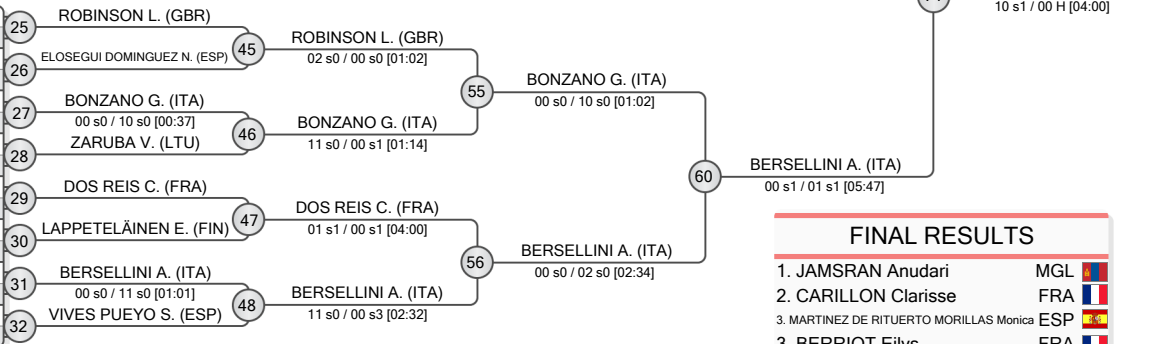 10 s1 / 00 H [04:00]
25
ROBINSON L. (GBR)
26
ELOSEGUI DOMINGUEZ N. (ESP)
45
ROBINSON L. (GBR)
02 s0 / 00 s0 [01:02]
27
BONZANO G. (ITA)
00 s0 / 10 s0 [00:37]
28
ZARUBA V. (LTU)
46
BONZANO G. (ITA)
11 s0 / 00 s1 [01:14]
55
BONZANO G. (ITA)
00 s0 / 10 s0 [01:02]
29
DOS REIS C. (FRA)
30
LAPPETELÄINEN E. (FIN)
47
DOS REIS C. (FRA)
01 s1 / 00 s1 [04:00]
31
BERSELLINI A. (ITA)
00 s0 / 11 s0 [01:01]
32
VIVES PUEYO S. (ESP)
48
BERSELLINI A. (ITA)
11 s0 / 00 s3 [02:32]
56
BERSELLINI A. (ITA)
00 s0 / 02 s0 [02:34]
60
BERSELLINI A. (ITA)
00 s1 / 01 s1 [05:47]
FINAL RESULTS
1. JAMSRAN Anudari MGL
2. CARILLON Clarisse FRA
3. MARTINEZ DE RITUERTO MORILLAS Monica ESP
3. BERRIOT Eilys FRA